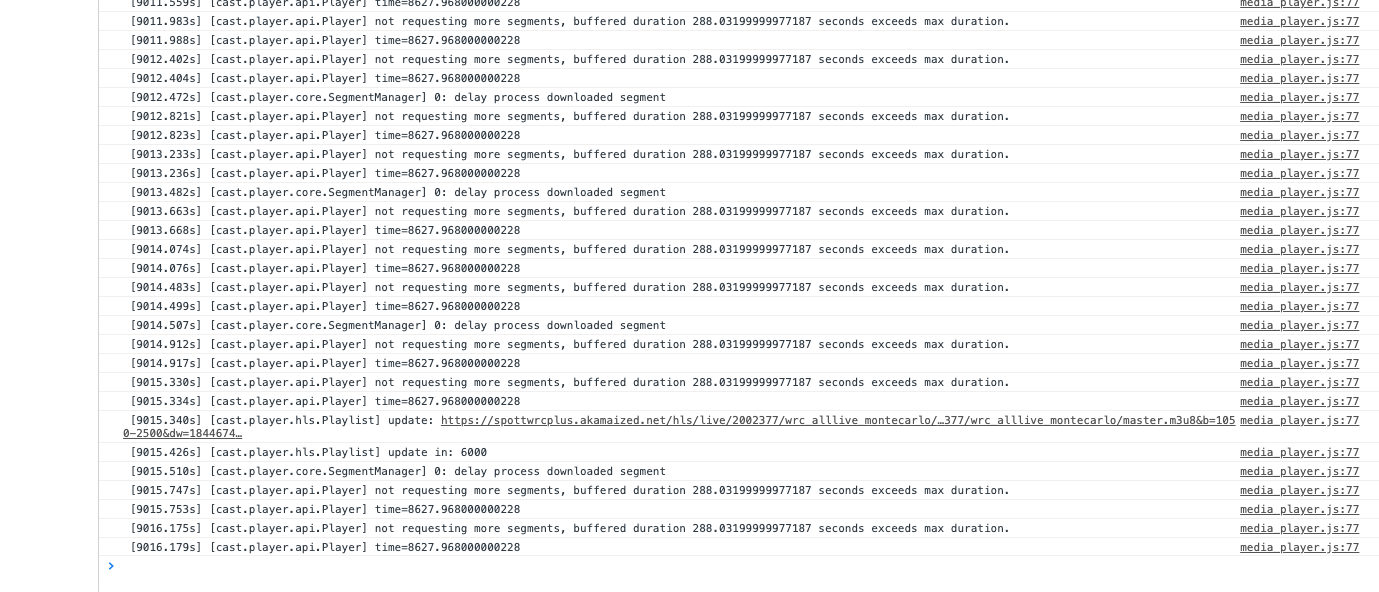 [9011.559s] [cast.player.api.Player] time=8627.968000000228 media_player.js:77
[9011.983s] [cast.player.api.Player] not requesting more segments, buffered duration 288.03199999977187 seconds exceeds max duration. media_player.js:77
[9011.988s] [cast.player.api.Player] time=8627.968000000228 media_player.js:77
[9012.402s] [cast.player.api.Player] not requesting more segments, buffered duration 288.03199999977187 seconds exceeds max duration. media_player.js:77
[9012.404s] [cast.player.api.Player] time=8627.968000000228 media_player.js:77
[9012.472s] [cast.player.core.SegmentManager] 0: delay process downloaded segment media_player.js:77
[9012.821s] [cast.player.api.Player] not requesting more segments, buffered duration 288.03199999977187 seconds exceeds max duration. media_player.js:77
[9012.823s] [cast.player.api.Player] time=8627.968000000228 media_player.js:77
[9013.233s] [cast.player.api.Player] not requesting more segments, buffered duration 288.03199999977187 seconds exceeds max duration. media_player.js:77
[9013.236s] [cast.player.api.Player] time=8627.968000000228 media_player.js:77
[9013.482s] [cast.player.core.SegmentManager] 0: delay process downloaded segment media_player.js:77
[9013.663s] [cast.player.api.Player] not requesting more segments, buffered duration 288.03199999977187 seconds exceeds max duration. media_player.js:77
[9013.668s] [cast.player.api.Player] time=8627.968000000228 media_player.js:77
[9014.074s] [cast.player.api.Player] not requesting more segments, buffered duration 288.03199999977187 seconds exceeds max duration. media_player.js:77
[9014.076s] [cast.player.api.Player] time=8627.968000000228 media_player.js:77
[9014.483s] [cast.player.api.Player] not requesting more segments, buffered duration 288.03199999977187 seconds exceeds max duration. media_player.js:77
[9014.499s] [cast.player.api.Player] time=8627.968000000228 media_player.js:77
[9014.507s] [cast.player.core.SegmentManager] 0: delay process downloaded segment media_player.js:77
[9014.912s] [cast.player.api.Player] not requesting more segments, buffered duration 288.03199999977187 seconds exceeds max duration. media_player.js:77
[9014.917s] [cast.player.api.Player] time=8627.968000000228 media_player.js:77
[9015.330s] [cast.player.api.Player] not requesting more segments, buffered duration 288.03199999977187 seconds exceeds max duration. media_player.js:77
[9015.334s] [cast.player.api.Player] time=8627.968000000228 media_player.js:77
[9015.340s] [cast.player.hls.Playlist] update: https://spottwrcplus.akamaized.net/hls/live/2002377/wrc_alllive_montecarlo/…377/wrc_alllive_montecarlo/master.m3u8&b=105 media_player.js:77
0-2500&dw=1844674…
[9015.426s] [cast.player.hls.Playlist] update in: 6000 media_player.js:77
[9015.510s] [cast.player.core.SegmentManager] 0: delay process downloaded segment media_player.js:77
[9015.747s] [cast.player.api.Player] not requesting more segments, buffered duration 288.03199999977187 seconds exceeds max duration. media_player.js:77
[9015.753s] [cast.player.api.Player] time=8627.968000000228 media_player.js:77
[9016.175s] [cast.player.api.Player] not requesting more segments, buffered duration 288.03199999977187 seconds exceeds max duration. media_player.js:77
[9016.179s] [cast.player.api.Player] time=8627.968000000228 media_player.js:77